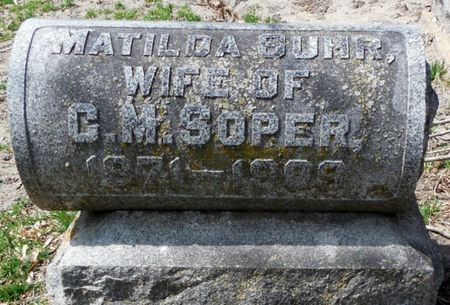 MATILDA BUHR,
WIFE OF
C. M. SOPER.
1871–1909